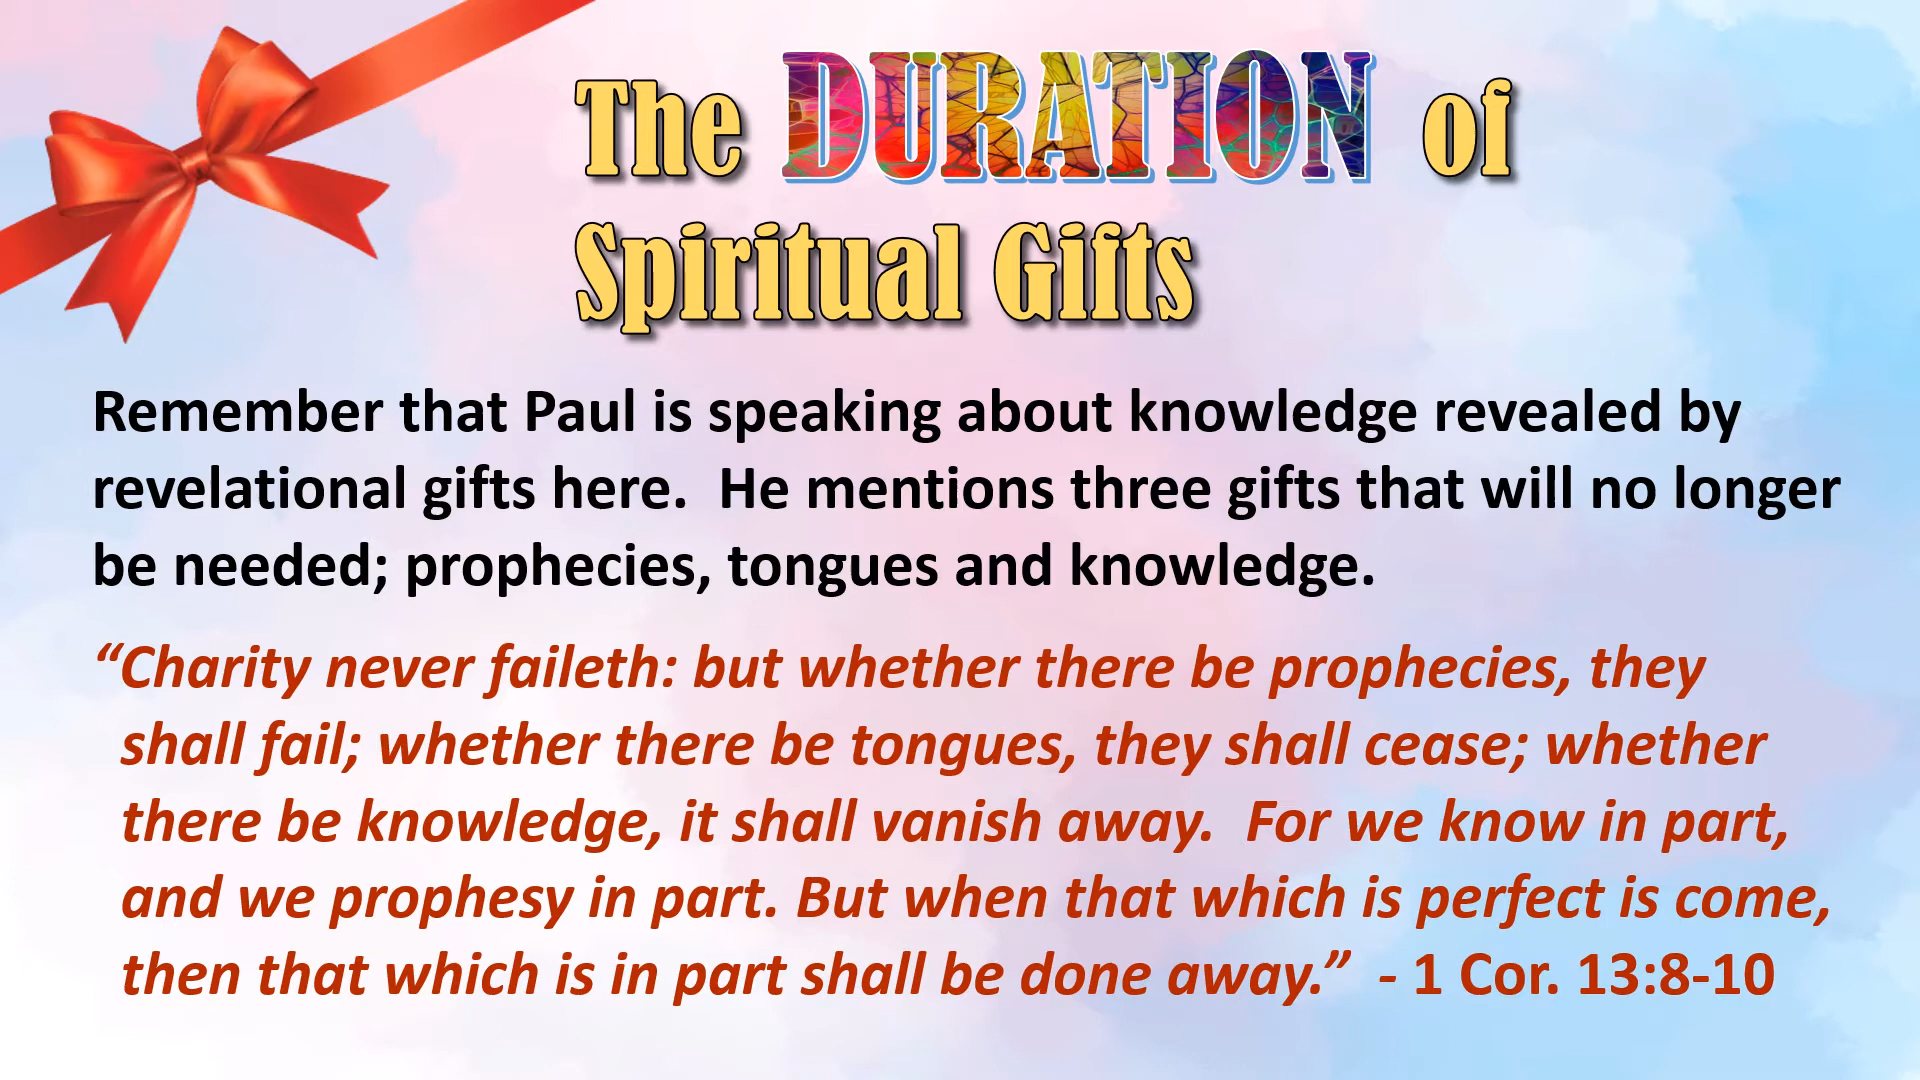 The DURATION of
Spiritual Gifts
Remember that Paul is speaking about knowledge revealed by
revelational gifts here.  He mentions three gifts that will no longer
be needed; prophecies, tongues and knowledge.
“Charity never faileth: but whether there be prophecies, they
shall fail; whether there be tongues, they shall cease; whether
there be knowledge, it shall vanish away.  For we know in part,
and we prophesy in part. But when that which is perfect is come,
then that which is in part shall be done away.”  - 1 Cor. 13:8-10